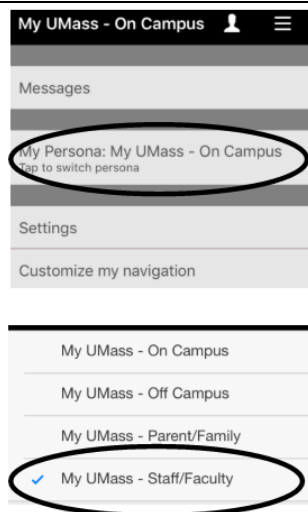 My UMass - On Campus
Messages
My Persona: My UMass - On Campus
Tap to switch persona
Settings
Customize my navigation
My UMass - On Campus
My UMass - Off Campus
My UMass - Parent/Family
My UMass - Staff/Faculty